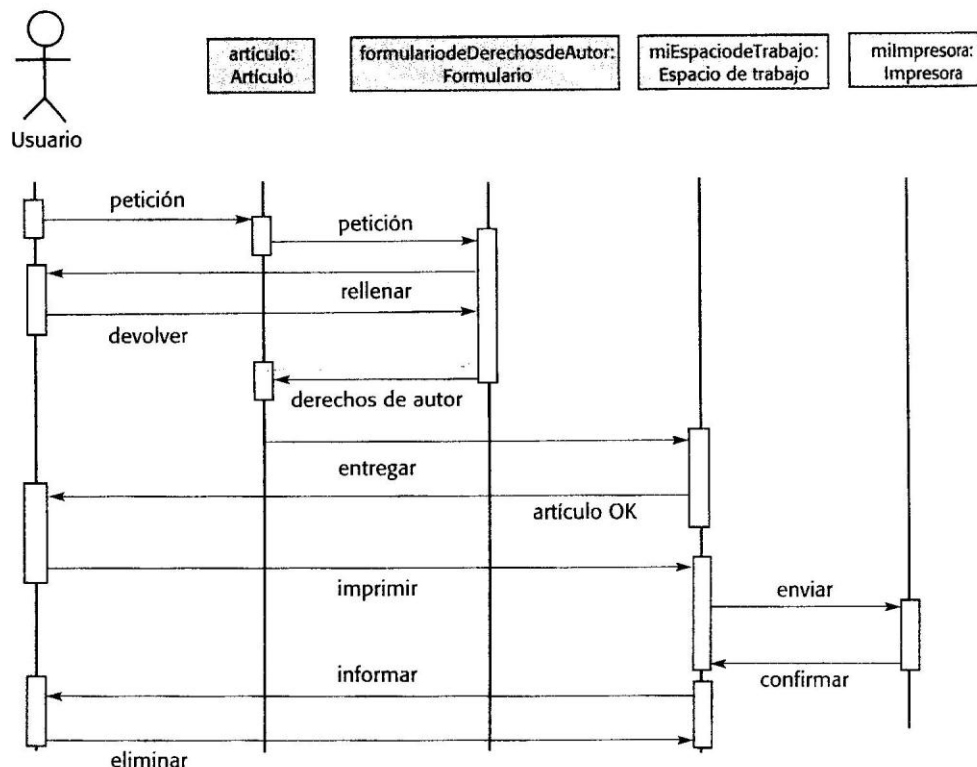 artículo:
Artículo
formulariodeDerechosdeAutor:
Formulario
miEspaciodeTrabajo:
Espacio de trabajo
miImpresora:
Impresora
Usuario
petición
petición
rellenar
devolver
derechos de autor
entregar
artículo OK
imprimir
enviar
informar
confirmar
eliminar